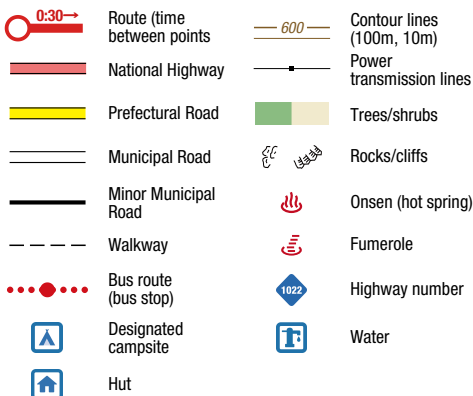 0:30→
Route (time
between points
National Highway
Prefectural Road
Municipal Road
Minor Municipal
Road
Walkway
Bus route
(bus stop)
Designated
campsite
Hut
600
Contour lines
(100m, 10m)
Power
transmission lines
Trees/shrubs
Rocks/cliffs
Onsen (hot spring)
Fumerole
1022
Highway number
Water